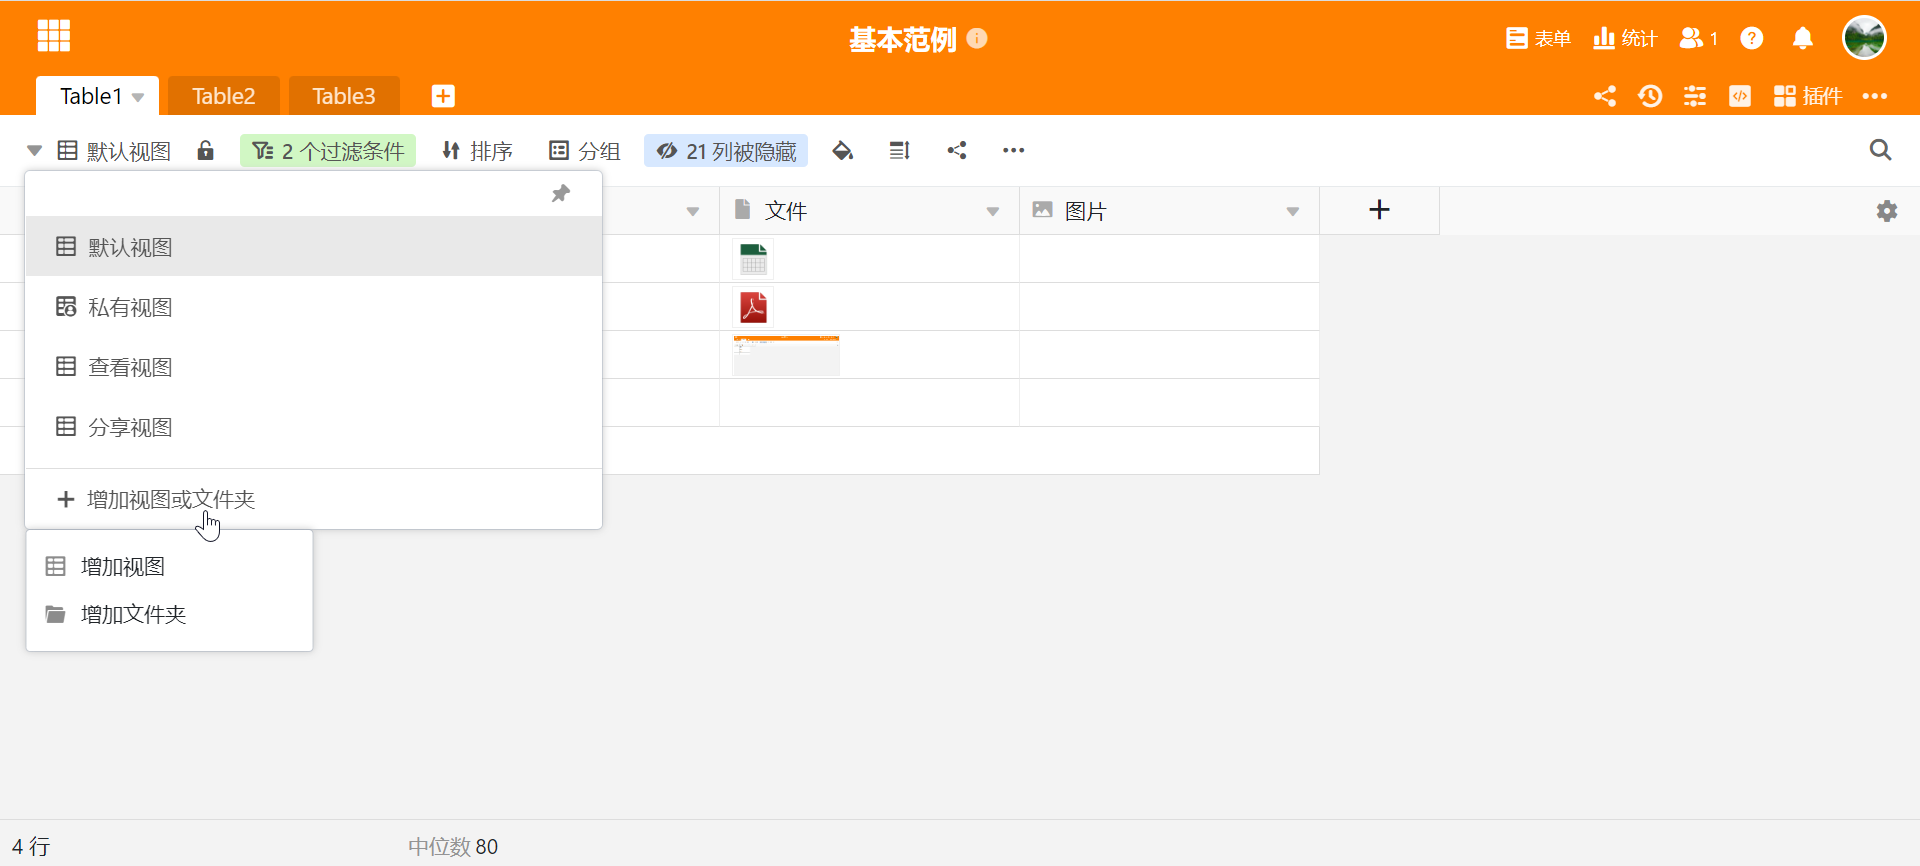 基本范例
表单 统计 1
Table1 Table2 Table3
插件
默认视图 2 个过滤条件 排序 分组 21 列被隐藏
文件 图片
默认视图
私有视图
查看视图
分享视图
增加视图或文件夹
增加视图
增加文件夹
4 行 中位数 80